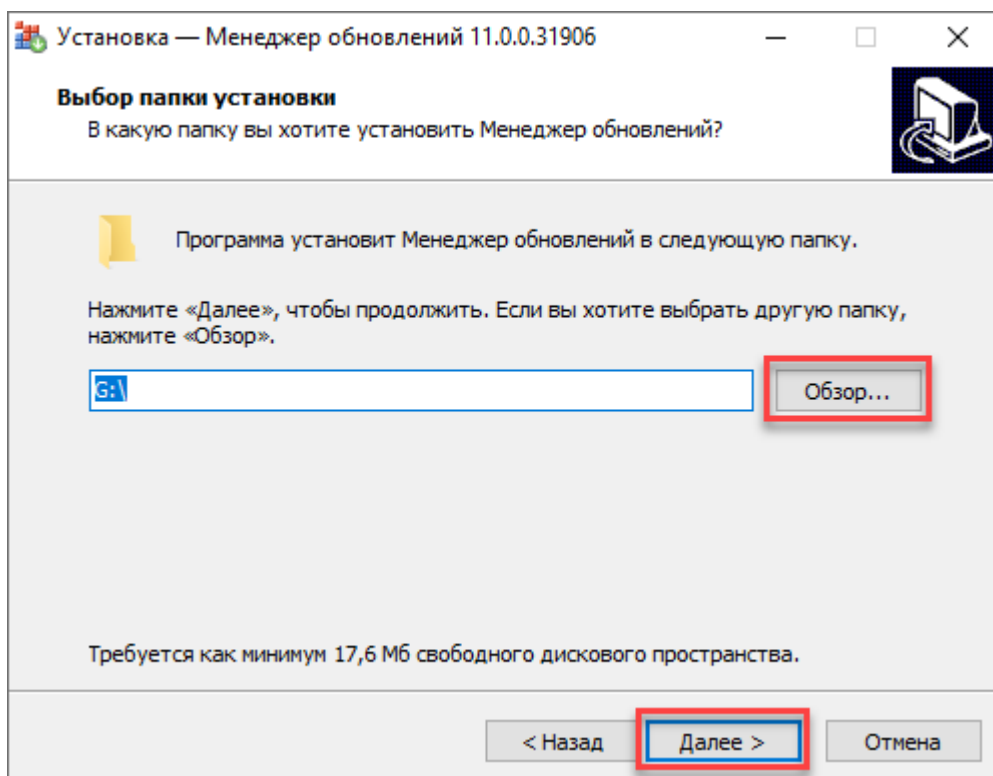 Установка — Менеджер обновлений 11.0.0.31906
Выбор папки установки
В какую папку вы хотите установить Менеджер обновлений?
Программа установит Менеджер обновлений в следующую папку.
Нажмите «Далее», чтобы продолжить. Если вы хотите выбрать другую папку,
нажмите «Обзор».
G:\
Обзор...
Требуется как минимум 17,6 Мб свободного дискового пространства.
< Назад
Далее >
Отмена